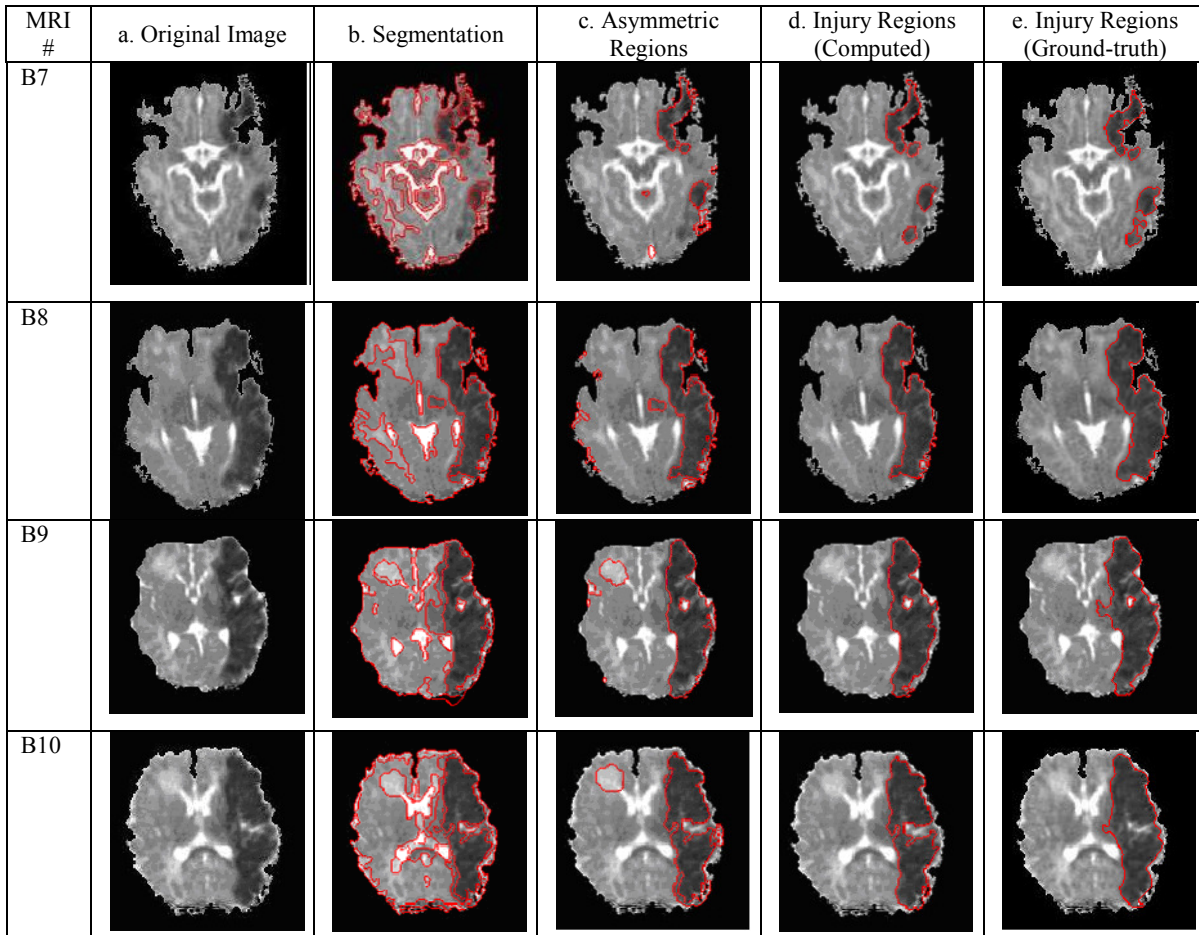 MRI #
a. Original Image
b. Segmentation
c. Asymmetric Regions
d. Injury Regions (Computed)
e. Injury Regions (Ground-truth)
B7
B8
B9
B10